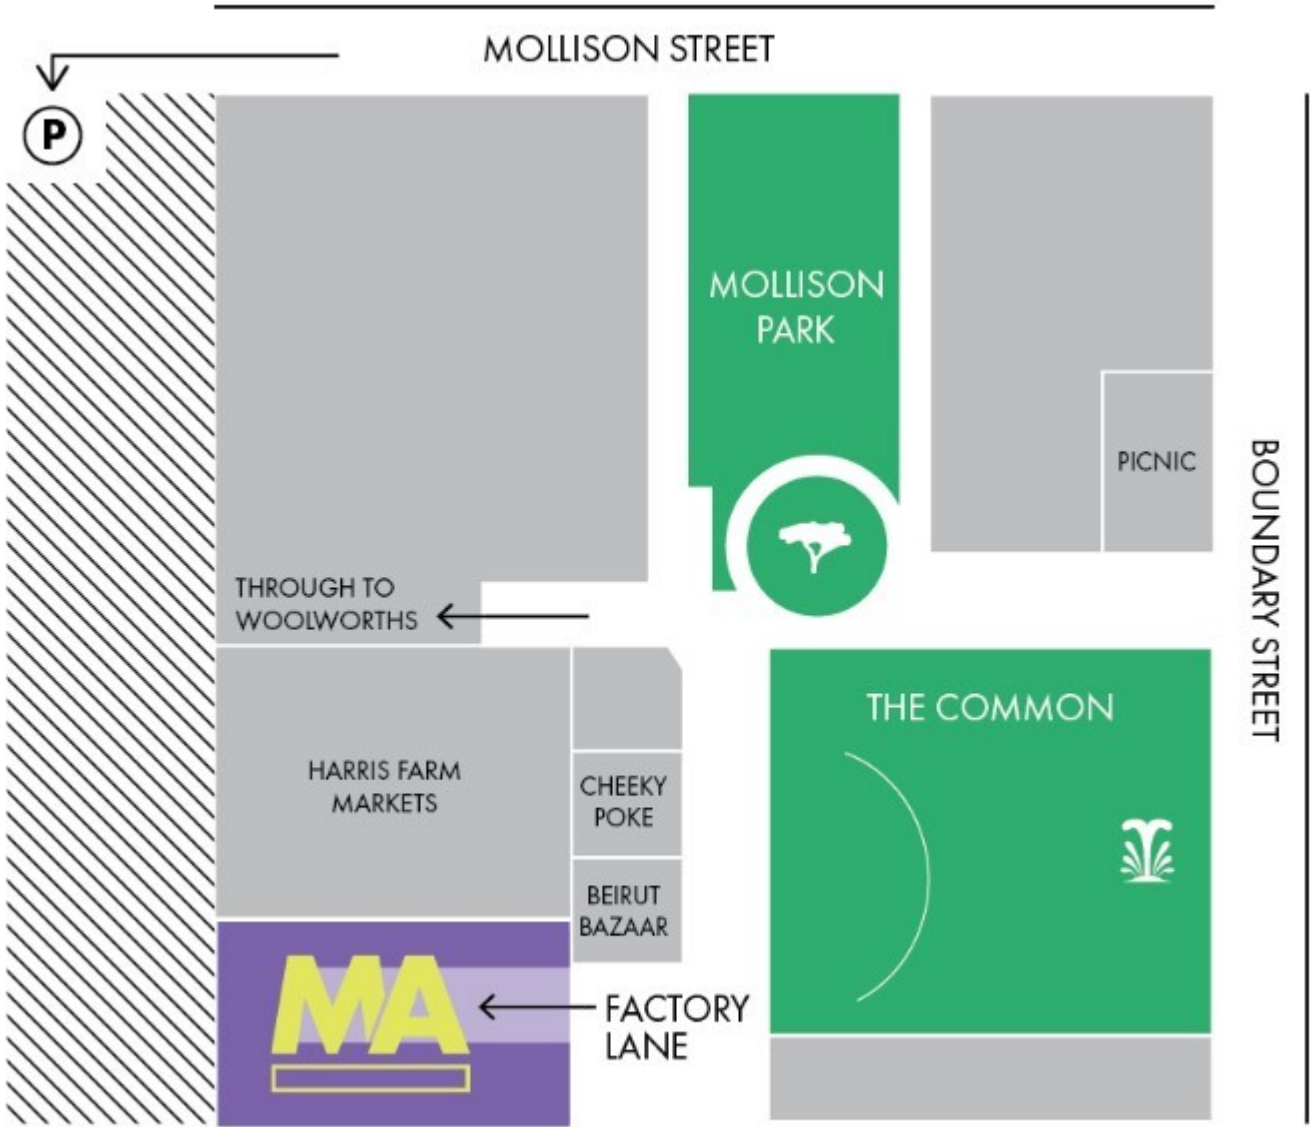 MOLLISON STREET
P
MOLLISON
PARK
PICNIC
BOUNDARY STREET
THROUGH TO
WOOLWORTHS
THE COMMON
HARRIS FARM
MARKETS
CHEEKY
POKE
BEIRUT
BAZAAR
MA
FACTORY
LANE